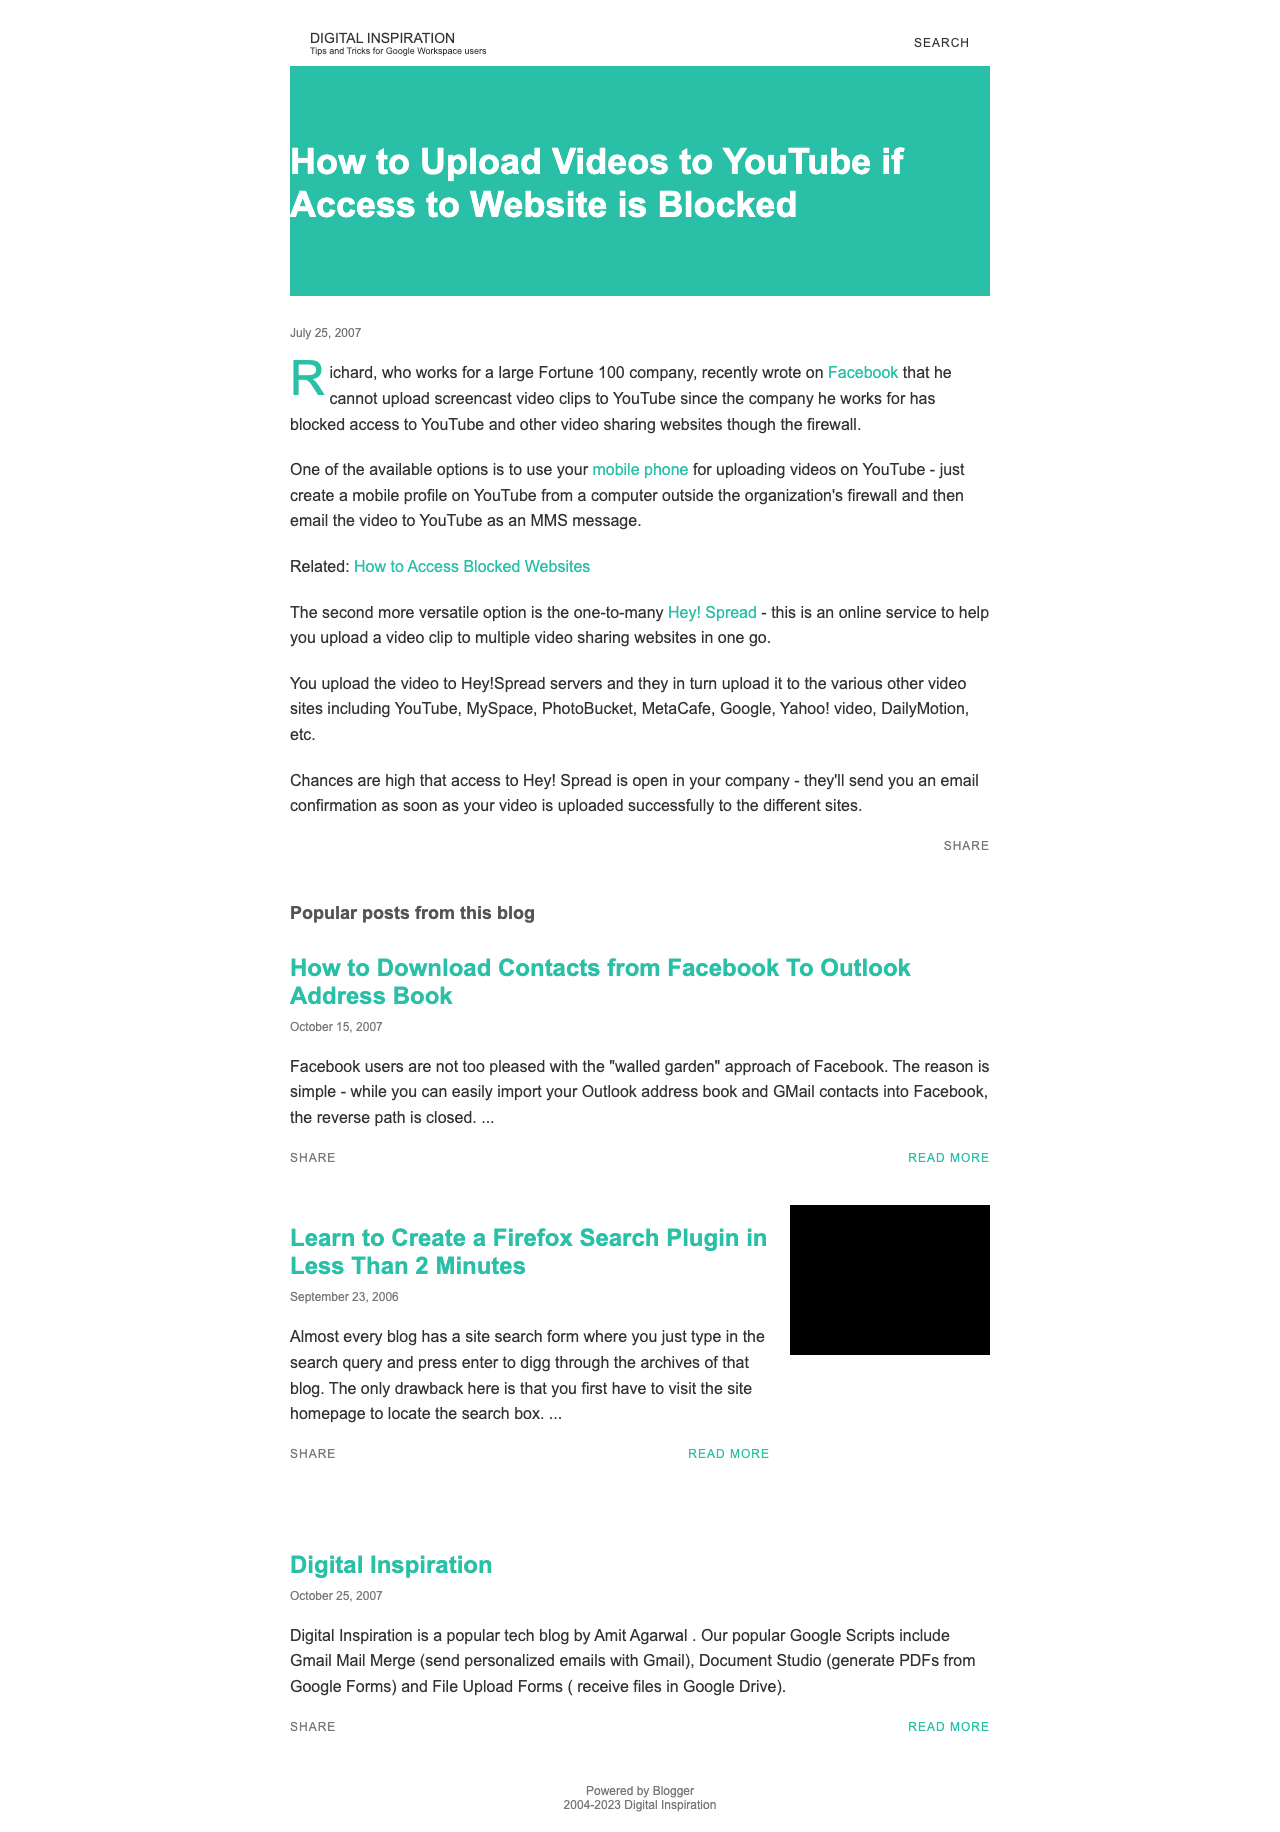 DIGITAL INSPIRATION
Tips and Tricks for Google Workspace users
SEARCH
How to Upload Videos to YouTube if
Access to Website is Blocked
July 25, 2007
Richard, who works for a large Fortune 100 company, recently wrote on Facebook that he
cannot upload screencast video clips to YouTube since the company he works for has
blocked access to YouTube and other video sharing websites though the firewall.
One of the available options is to use your mobile phone for uploading videos on YouTube - just
create a mobile profile on YouTube from a computer outside the organization's firewall and then
email the video to YouTube as an MMS message.
Related: How to Access Blocked Websites
The second more versatile option is the one-to-many Hey! Spread - this is an online service to help
you upload a video clip to multiple video sharing websites in one go.
You upload the video to Hey!Spread servers and they in turn upload it to the various other video
sites including YouTube, MySpace, PhotoBucket, MetaCafe, Google, Yahoo! video, DailyMotion,
etc.
Chances are high that access to Hey! Spread is open in your company - they'll send you an email
confirmation as soon as your video is uploaded successfully to the different sites.
SHARE
Popular posts from this blog
How to Download Contacts from Facebook To Outlook
Address Book
October 15, 2007
Facebook users are not too pleased with the "walled garden" approach of Facebook. The reason is
simple - while you can easily import your Outlook address book and GMail contacts into Facebook,
the reverse path is closed. ...
SHARE
READ MORE
Learn to Create a Firefox Search Plugin in
Less Than 2 Minutes
September 23, 2006
Almost every blog has a site search form where you just type in the
search query and press enter to digg through the archives of that
blog. The only drawback here is that you first have to visit the site
homepage to locate the search box. ...
SHARE
READ MORE
Digital Inspiration
October 25, 2007
Digital Inspiration is a popular tech blog by Amit Agarwal . Our popular Google Scripts include
Gmail Mail Merge (send personalized emails with Gmail), Document Studio (generate PDFs from
Google Forms) and File Upload Forms ( receive files in Google Drive).
SHARE
READ MORE
Powered by Blogger
2004-2023 Digital Inspiration